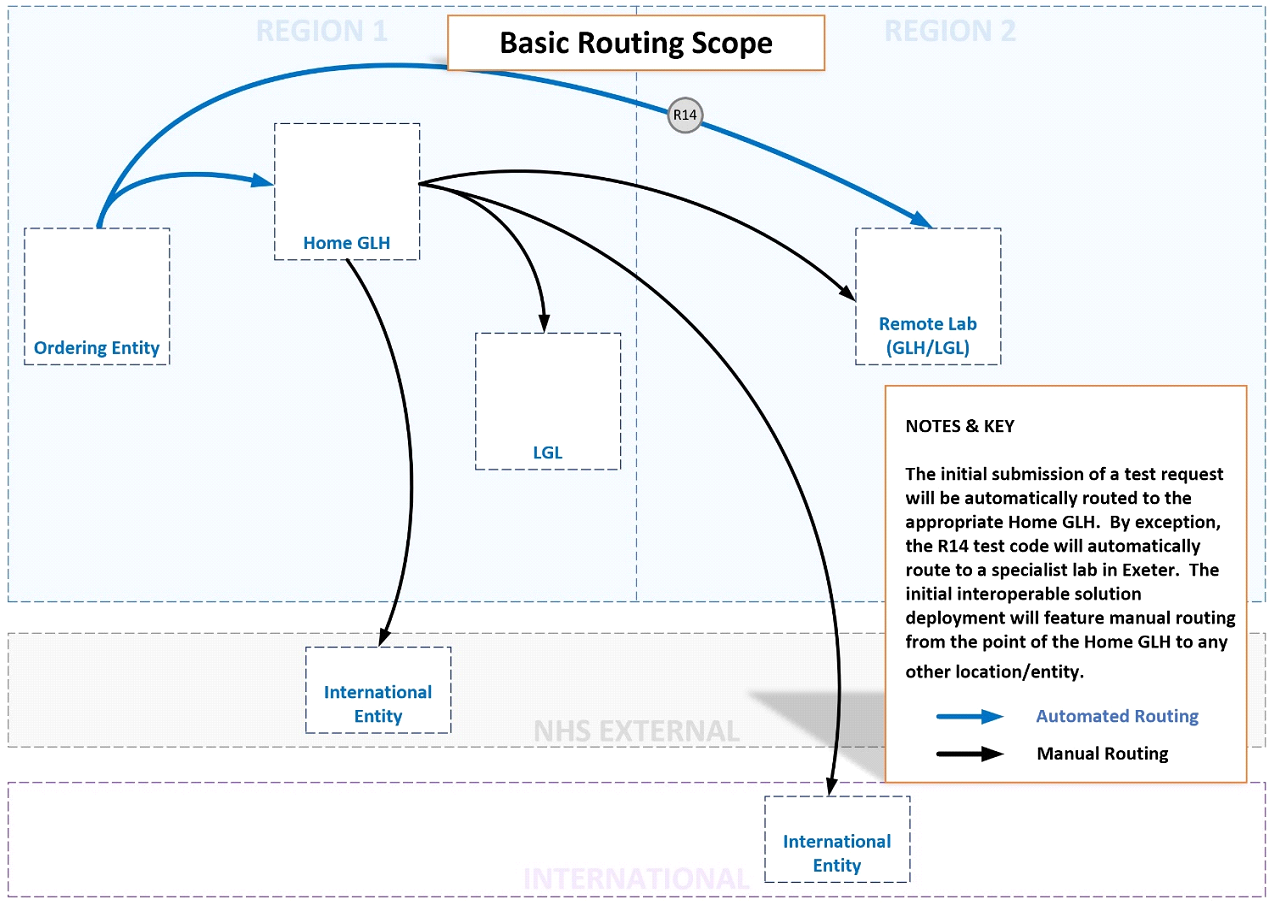 REGION 1
Basic Routing Scope
REGION 2
R14
Home GLH
Ordering Entity
Remote Lab
(GLH/LGL)
LGL
NOTES & KEY
The initial submission of a test request
will be automatically routed to the
appropriate Home GLH.  By exception,
the R14 test code will automatically
route to a specialist lab in Exeter.  The
initial interoperable solution
deployment will feature manual routing
from the point of the Home GLH to any
other location/entity.
Automated Routing
Manual Routing
International
Entity
NHS EXTERNAL
International
Entity
INTERNATIONAL